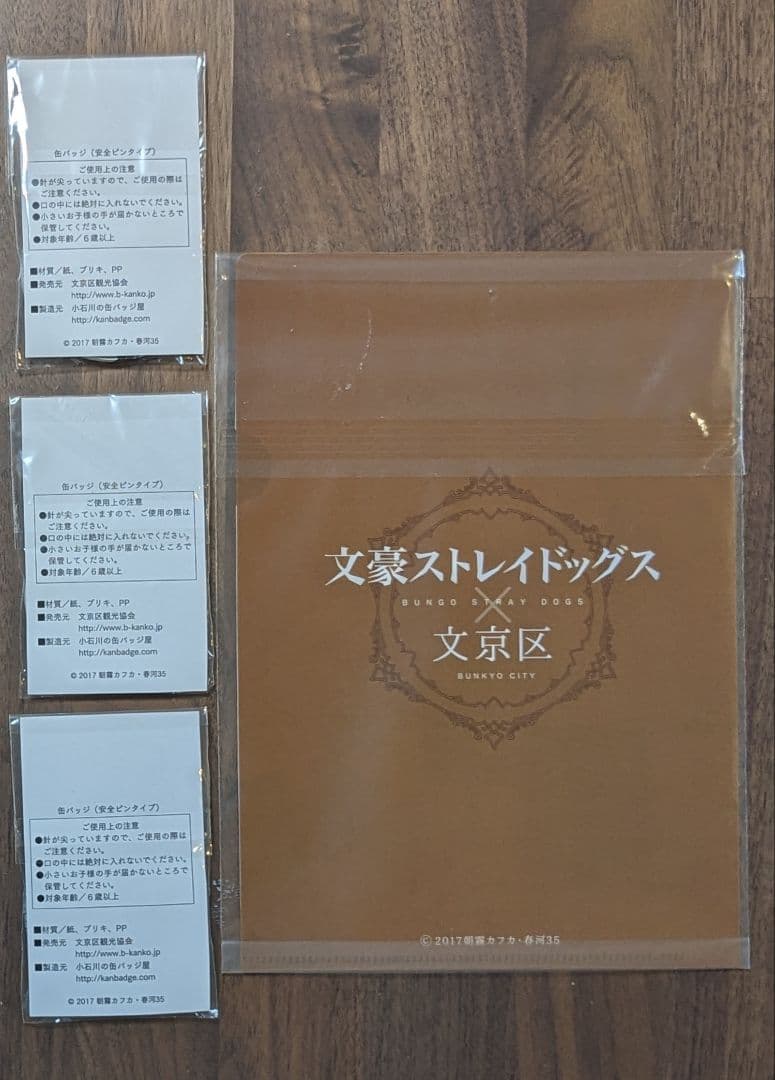 缶バッジ（安全ピンタイプ）
ご使用上の注意
●針が尖っていますので、ご使用の際は
ご注意ください。
●口の中には絶対に入れないでください。
●小さいお子様の手が届かないところで
保管してください。
●対象年齢／６歳以上
■材質／紙、ブリキ、PP
■発売元　文京区観光協会
http://www.b-kanko.jp
■製造元　小石川の缶バッジ屋
http://kanbadge.com
© 2017 朝霧カフカ・春河35
缶バッジ（安全ピンタイプ）
ご使用上の注意
●針が尖っていますので、ご使用の際は
ご注意ください。
●口の中には絶対に入れないでください。
●小さいお子様の手が届かないところで
保管してください。
●対象年齢／６歳以上
■材質／紙、ブリキ、PP
■発売元　文京区観光協会
http://www.b-kanko.jp
■製造元　小石川の缶バッジ屋
http://kanbadge.com
© 2017 朝霧カフカ・春河35
缶バッジ（安全ピンタイプ）
ご使用上の注意
●針が尖っていますので、ご使用の際は
ご注意ください。
●口の中には絶対に入れないでください。
●小さいお子様の手が届かないところで
保管してください。
●対象年齢／６歳以上
■材質／紙、ブリキ、PP
■発売元　文京区観光協会
http://www.b-kanko.jp
■製造元　小石川の缶バッジ屋
http://kanbadge.com
© 2017 朝霧カフカ・春河35
文豪ストレイドッグス
BUNGO STRAY DOGS
×
文京区
BUNKYO CITY
© 2017朝霧カフカ・春河35